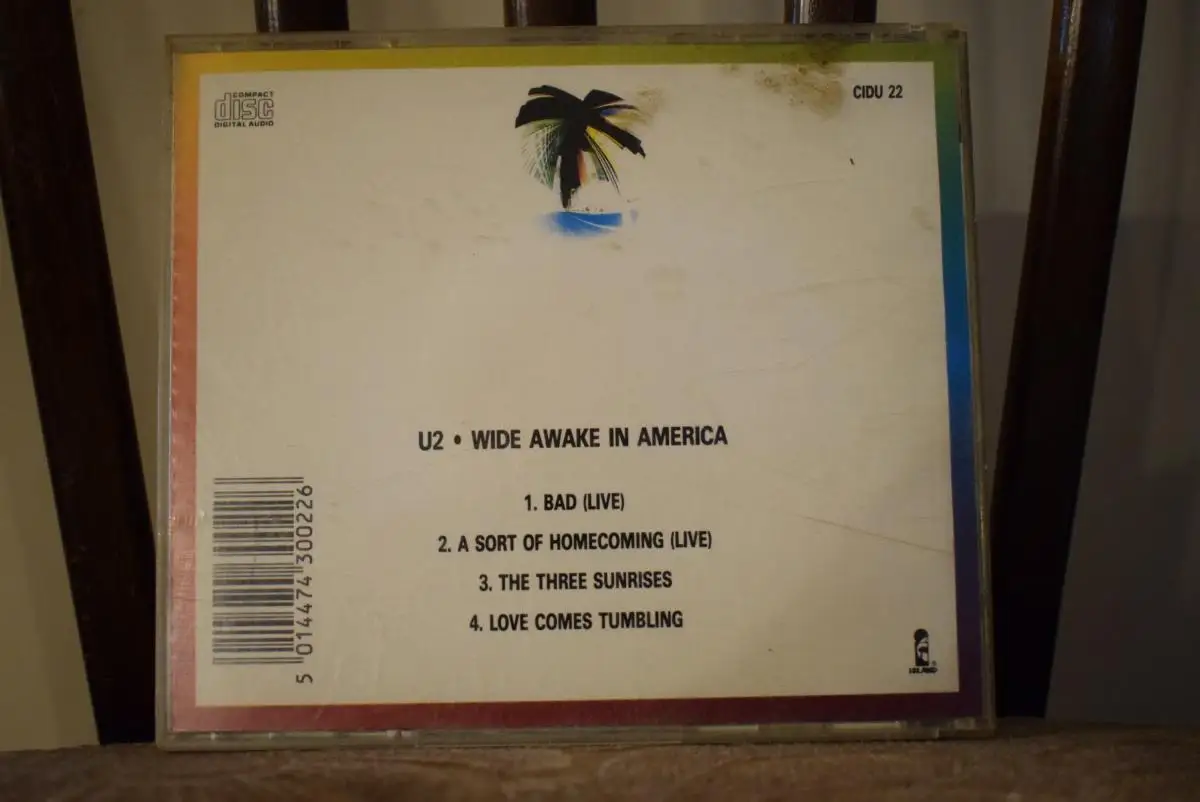 COMPACT
disc
DIGITAL AUDIO
CIDU 22
U2 • WIDE AWAKE IN AMERICA
1. BAD (LIVE)
2. A SORT OF HOMECOMING (LIVE)
3. THE THREE SUNRISES
4. LOVE COMES TUMBLING
5 014474 300226
ISLAND